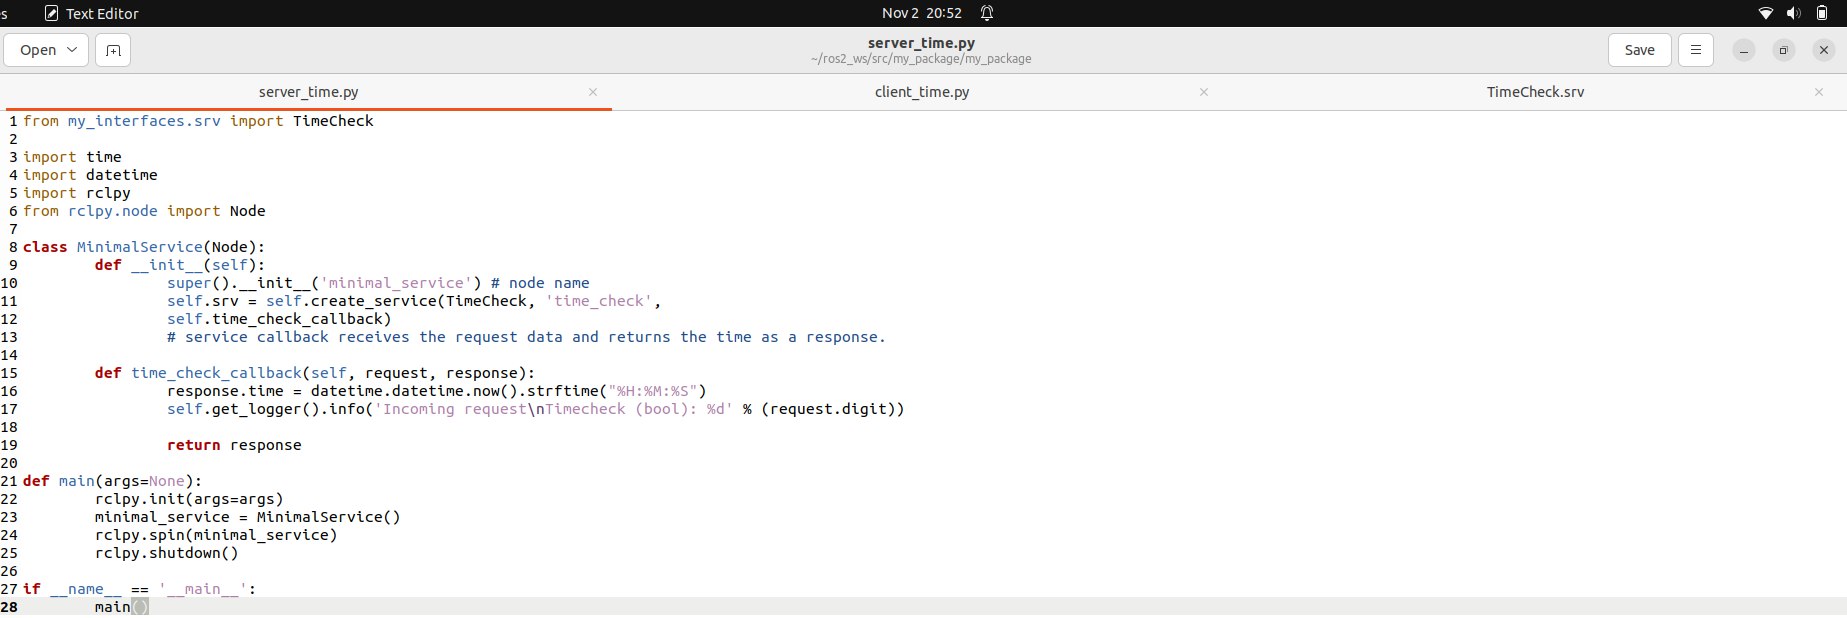 s Text Editor Nov 2 20:52
Open server_time.py Save
~/ros2_ws/src/my_package/my_package
server_time.py client_time.py TimeCheck.srv
1 from my_interfaces.srv import TimeCheck
2
3 import time
4 import datetime
5 import rclpy
6 from rclpy.node import Node
7
8 class MinimalService(Node):
9 def __init__(self):
10 super().__init__('minimal_service') # node name
11 self.srv = self.create_service(TimeCheck, 'time_check',
12 self.time_check_callback)
13 # service callback receives the request data and returns the time as a response.
14
15 def time_check_callback(self, request, response):
16 response.time = datetime.datetime.now().strftime("%H:%M:%S")
17 self.get_logger().info('Incoming request\nTimecheck (bool): %d' % (request.digit))
18
19 return response
20
21 def main(args=None):
22 rclpy.init(args=args)
23 minimal_service = MinimalService()
24 rclpy.spin(minimal_service)
25 rclpy.shutdown()
26
27 if __name__ == '__main__':
28 main()